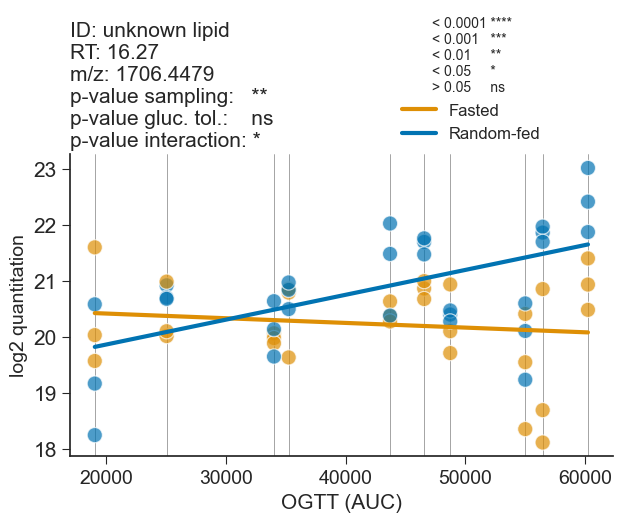 ID: unknown lipid
RT: 16.27
m/z: 1706.4479
p-value sampling: **
p-value gluc. tol.: ns
p-value interaction: *
< 0.0001 ****
< 0.001 ***
< 0.01 **
< 0.05 *
> 0.05 ns
Fasted
Random-fed
log2 quantitation
23
22
21
20
19
18
20000 30000 40000 50000 60000
OGTT (AUC)